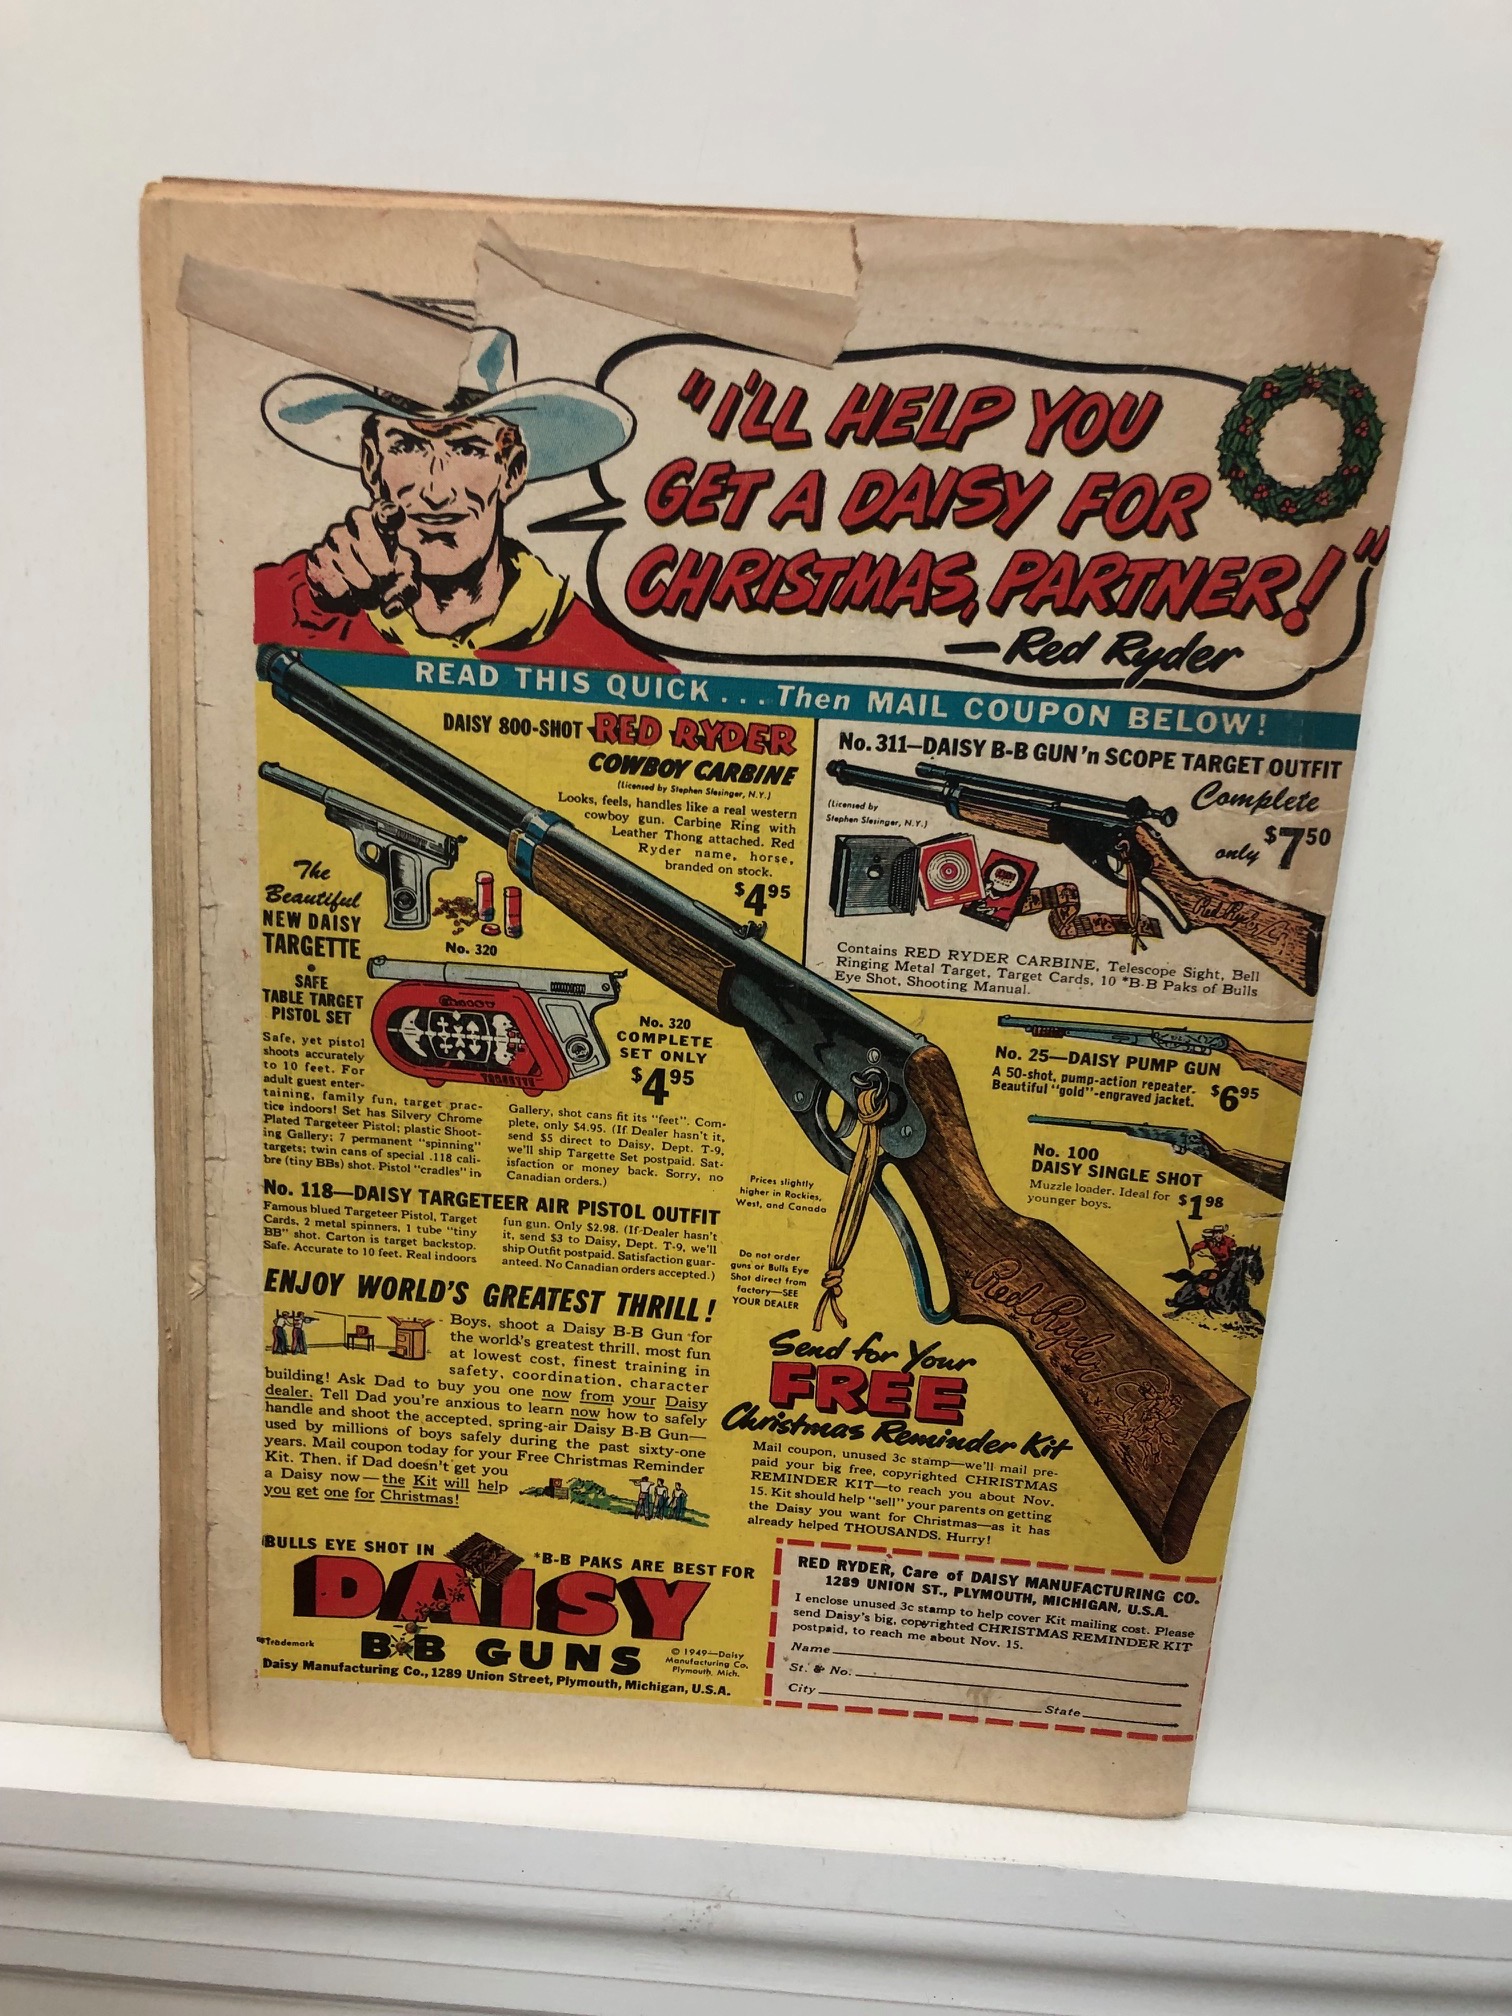 "I'LL HELP YOU
GET A DAISY FOR
CHRISTMAS, PARTNER!"
—Red Ryder
READ THIS QUICK . . . Then MAIL COUPON BELOW!
DAISY 800-SHOT RED RYDER
COWBOY CARBINE
(Licensed by Stephen Slesinger, N.Y.)
Looks, feels, handles like a real western
cowboy gun. Carbine Ring with
Leather Thong attached. Red
Ryder name, horse,
branded on stock.
$4.95
No. 311—DAISY B-B GUN 'n SCOPE TARGET OUTFIT
Complete
only $7.50
(Licensed by
Stephen Slesinger, N.Y.)
Red Ryder
Contains RED RYDER CARBINE, Telescope Sight, Bell
Ringing Metal Target, Target Cards, 10 *B-B Paks of Bulls
Eye Shot, Shooting Manual.
The
Beautiful
NEW DAISY
TARGETTE
•
SAFE
TABLE TARGET
PISTOL SET
No. 320
No. 320
COMPLETE
SET ONLY
$4.95
Safe, yet pistol
shoots accurately
to 10 feet. For
adult guest enter-
taining, family fun, target prac-
tice indoors! Set has Silvery Chrome
Plated Targeteer Pistol; plastic Shoot-
ing Gallery; 7 permanent "spinning"
targets; twin cans of special .118 cali-
bre (tiny BBs) shot. Pistol "cradles" in
Gallery, shot cans fit its "feet". Com-
plete, only $4.95. (If Dealer hasn't it,
send $5 direct to Daisy, Dept. T-9,
we'll ship Targette Set postpaid. Sat-
isfaction or money back. Sorry, no
Canadian orders.)
No. 25—DAISY PUMP GUN
A 50-shot, pump-action repeater.
Beautiful "gold"-engraved jacket.
$6.95
No. 100
DAISY SINGLE SHOT
Muzzle loader. Ideal for
younger boys.
$1.98
No. 118—DAISY TARGETEER AIR PISTOL OUTFIT
Famous blued Targeteer Pistol, Target
Cards, 2 metal spinners, 1 tube "tiny
BB" shot. Carton is target backstop.
Safe. Accurate to 10 feet. Real indoors
fun gun. Only $2.98. (If Dealer hasn't
it, send $3 to Daisy, Dept. T-9, we'll
ship Outfit postpaid. Satisfaction guar-
anteed. No Canadian orders accepted.)
Prices slightly
higher in Rockies,
West, and Canada
Do not order
guns or Bulls Eye
Shot direct from
factory—SEE
YOUR DEALER
Red Ryder
ENJOY WORLD'S GREATEST THRILL!
Boys, shoot a Daisy B-B Gun for
the world's greatest thrill, most fun
at lowest cost, finest training in
safety, coordination, character
building! Ask Dad to buy you one now from your Daisy
dealer. Tell Dad you're anxious to learn now how to safely
handle and shoot the accepted, spring-air Daisy B-B Gun—
used by millions of boys safely during the past sixty-one
years. Mail coupon today for your Free Christmas Reminder
Kit. Then, if Dad doesn't get you
a Daisy now—the Kit will help
you get one for Christmas!
Send for Your
FREE
Christmas Reminder Kit
Mail coupon, unused 3c stamp—we'll mail pre-
paid your big free, copyrighted CHRISTMAS
REMINDER KIT—to reach you about Nov.
15. Kit should help "sell" your parents on getting
the Daisy you want for Christmas—as it has
already helped THOUSANDS. Hurry!
BULLS EYE SHOT IN *B-B PAKS ARE BEST FOR
DAISY
B-B GUNS
*Trademark
© 1949—Daisy
Manufacturing Co.
Plymouth, Mich.
Daisy Manufacturing Co., 1289 Union Street, Plymouth, Michigan, U.S.A.
RED RYDER, Care of DAISY MANUFACTURING CO.
1289 UNION ST., PLYMOUTH, MICHIGAN, U.S.A.
I enclose unused 3c stamp to help cover Kit mailing cost. Please
send Daisy's big, copyrighted CHRISTMAS REMINDER KIT
postpaid, to reach me about Nov. 15.
Name
St. & No.
City State